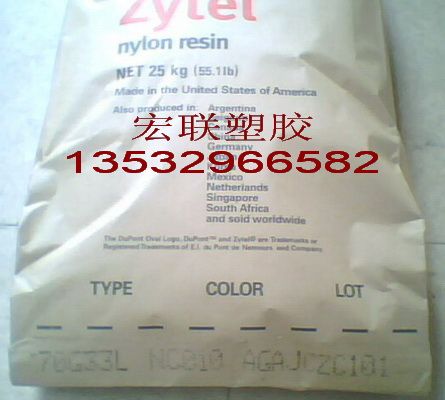 Zytel
nylon resin
NET 25 kg (55.1lb)
Made in the United States of America
Also produced in: Argentina
Germany
Mexico
Netherlands
Singapore
South Africa
and soid worldwide
宏联塑胶
13532966582
The DuPont Oval Logo, DuPont™ and Zytel® are Trademarks or
Registered Trademarks of E.I. du Pont de Nemours and Company.
TYPE COLOR LOT
70G33L NC010 AGAJCZC101